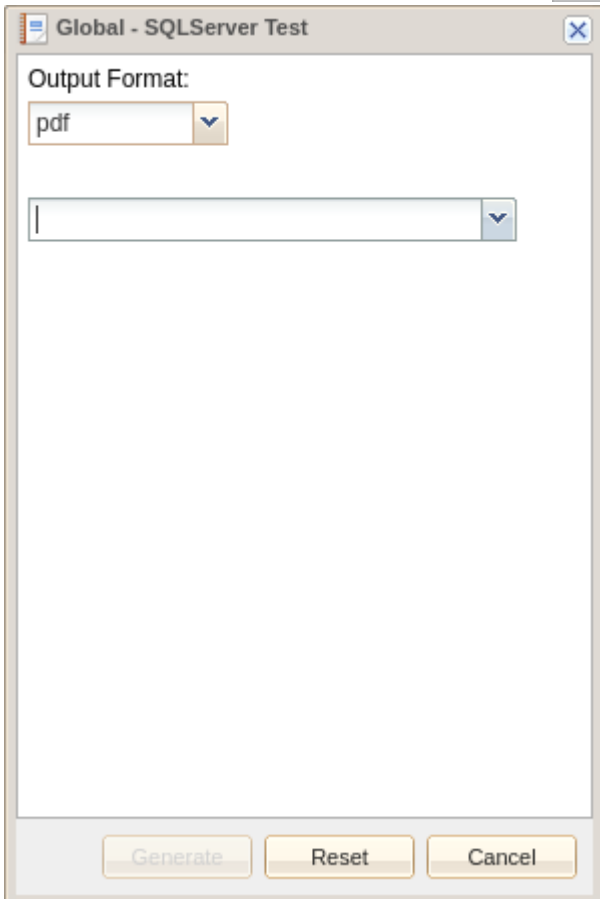 Global - SQLServer Test
Output Format:
pdf
Generate Reset Cancel